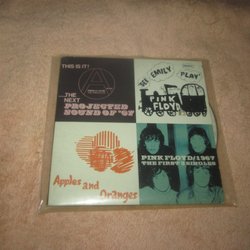 THIS IS IT!
....THE
NEXT
PROJECTED
SOUND OF '67
SEE EMILY PLAY
PINK
FLOYD
Apples and
Oranges
PINK FLOYD/1967
THE FIRST 3 SINGLES